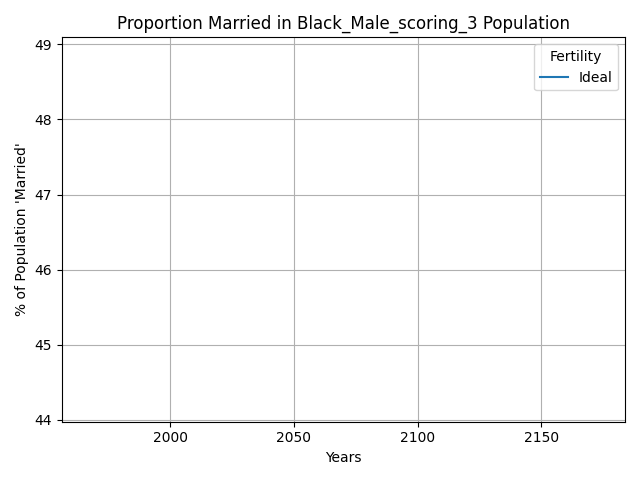 Proportion Married in Black_Male_scoring_3 Population
% of Population 'Married'
49
48
47
46
45
44
Fertility
Ideal
2000 2050 2100 2150
Years